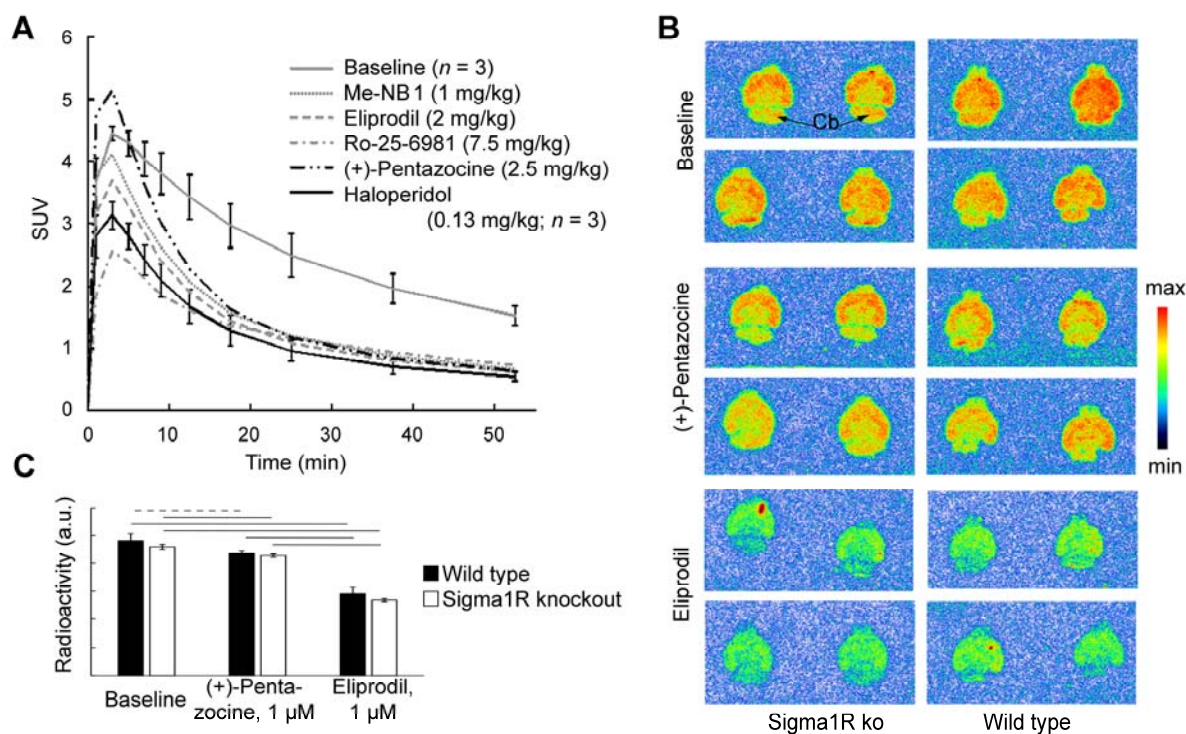 A
6
5
4
3
2
1
0
SUV
0 10 20 30 40 50
Time (min)
Baseline (n = 3)
Me-NB1 (1 mg/kg)
Eliprodil (2 mg/kg)
Ro-25-6981 (7.5 mg/kg)
(+)-Pentazocine (2.5 mg/kg)
Haloperidol
(0.13 mg/kg; n = 3)
B
Baseline
Cb
(+)-Pentazocine
Eliprodil
max
min
Sigma1R ko
Wild type
C
Radioactivity (a.u.)
Wild type
Sigma1R knockout
Baseline
(+)-Penta-
zocine, 1 µM
Eliprodil,
1 µM